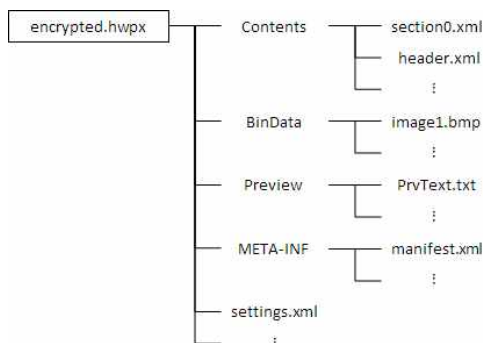 encrypted.hwpx
Contents
section0.xml
header.xml
⋮
BinData
image1.bmp
⋮
Preview
PrvText.txt
⋮
META-INF
manifest.xml
⋮
settings.xml
⋮